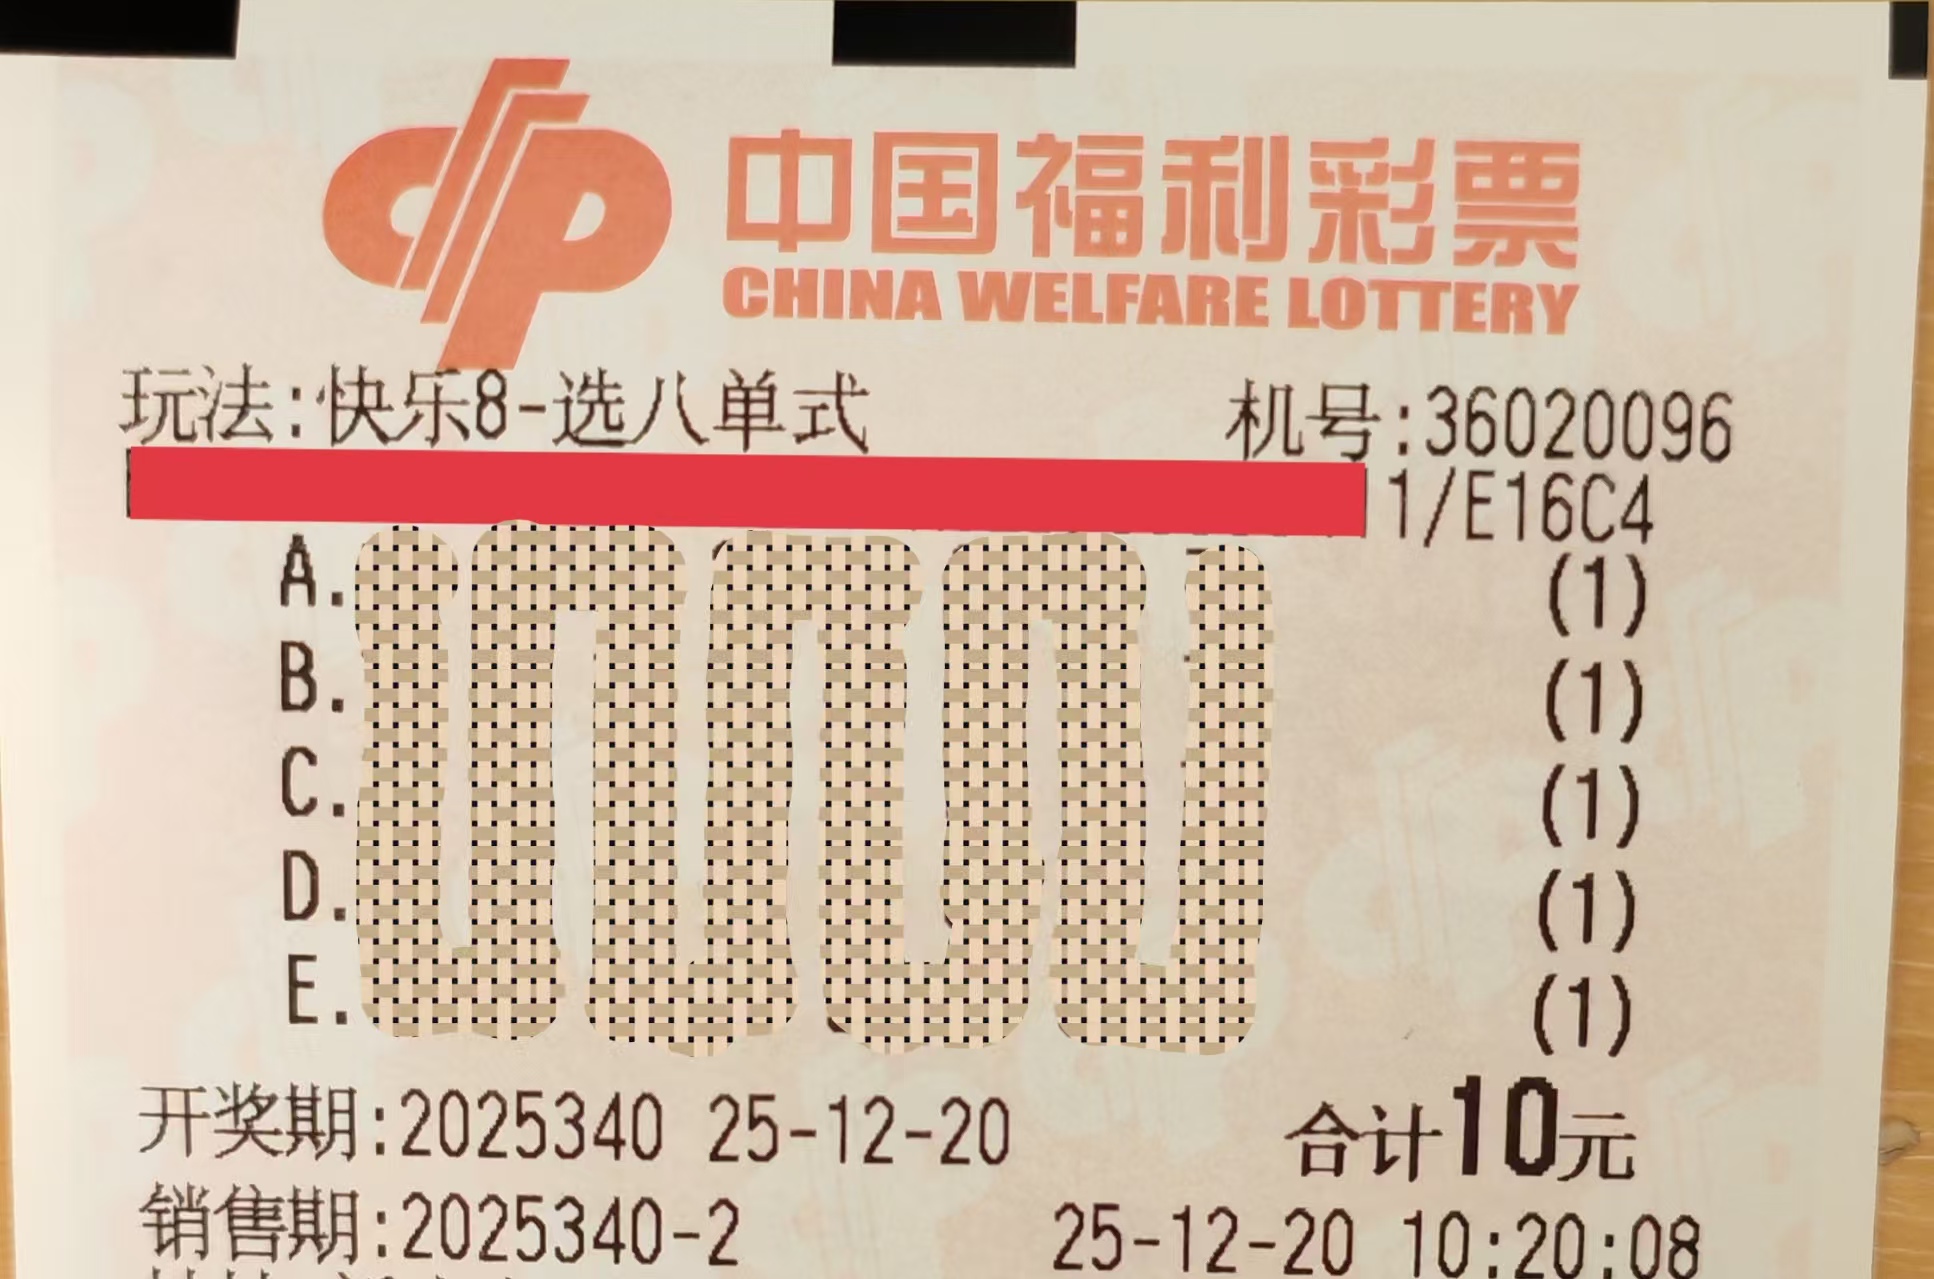 中国福利彩票
CHINA WELFARE LOTTERY
玩法:快乐8-选八单式 机号:36020096
1/E16C4
A. (1)
B. (1)
C. (1)
D. (1)
E. (1)
开奖期:2025340 25-12-20 合计10元
销售期:2025340-2 25-12-20 10:20:08